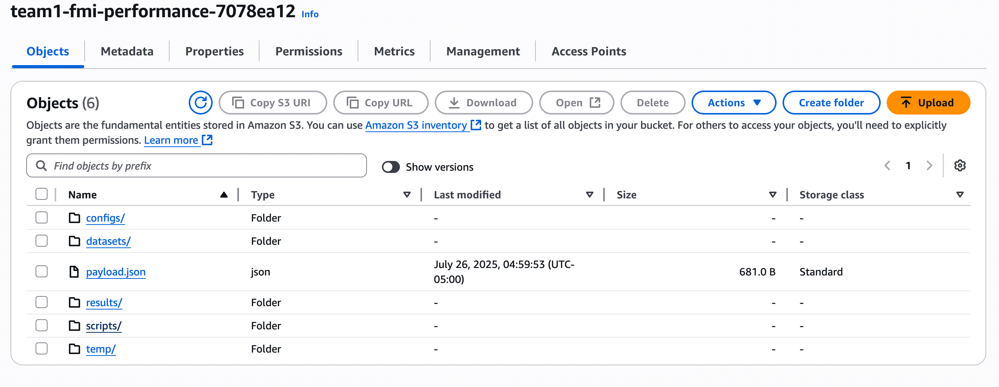 team1-fmi-performance-7078ea12 Info
Objects Metadata Properties Permissions Metrics Management Access Points
Objects (6) Copy S3 URI Copy URL Download Open Delete Actions Create folder Upload
Objects are the fundamental entities stored in Amazon S3. You can use Amazon S3 inventory to get a list of all objects in your bucket. For others to access your objects, you'll need to explicitly
grant them permissions. Learn more
Find objects by prefix Show versions 1
Name Type Last modified Size Storage class
configs/ Folder - - -
datasets/ Folder - - -
payload.json json July 26, 2025, 04:59:53 (UTC-
05:00) 681.0 B Standard
results/ Folder - - -
scripts/ Folder - - -
temp/ Folder - - -